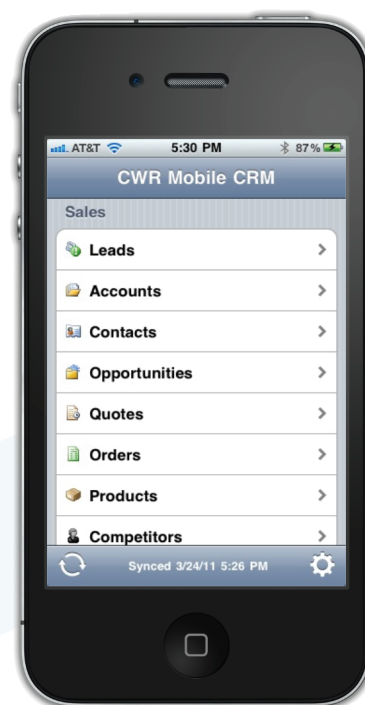 AT&T 5:30 PM 87%
CWR Mobile CRM
Sales
Leads
Accounts
Contacts
Opportunities
Quotes
Orders
Products
Competitors
Synced 3/24/11 5:26 PM